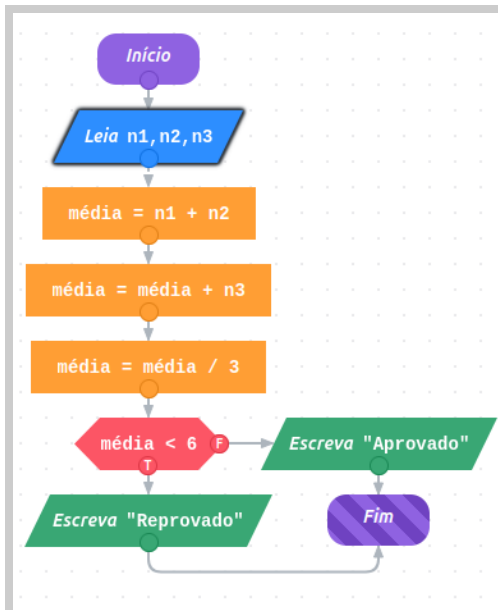 Início
Leia n1,n2,n3
média = n1 + n2
média = média + n3
média = média / 3
média < 6 F
T
Escreva "Aprovado"
Escreva "Reprovado"
Fim